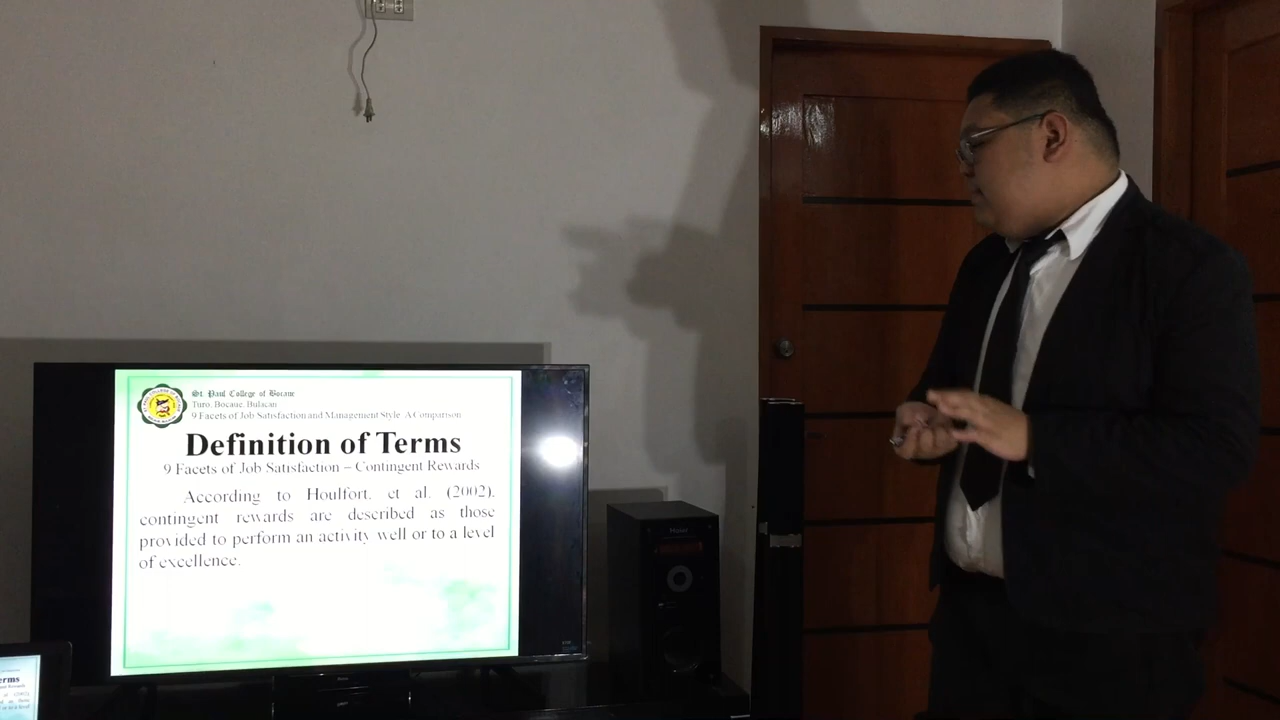 St. Paul College of Bocaue
Turo, Bocaue, Bulacan
9 Facets of Job Satisfaction and Management Style: A Comparison
Definition of Terms
9 Facets of Job Satisfaction – Contingent Rewards
According to Houlfort, et al. (2002),
contingent rewards are described as those
provided to perform an activity well or to a level
of excellence.
Haier
erms